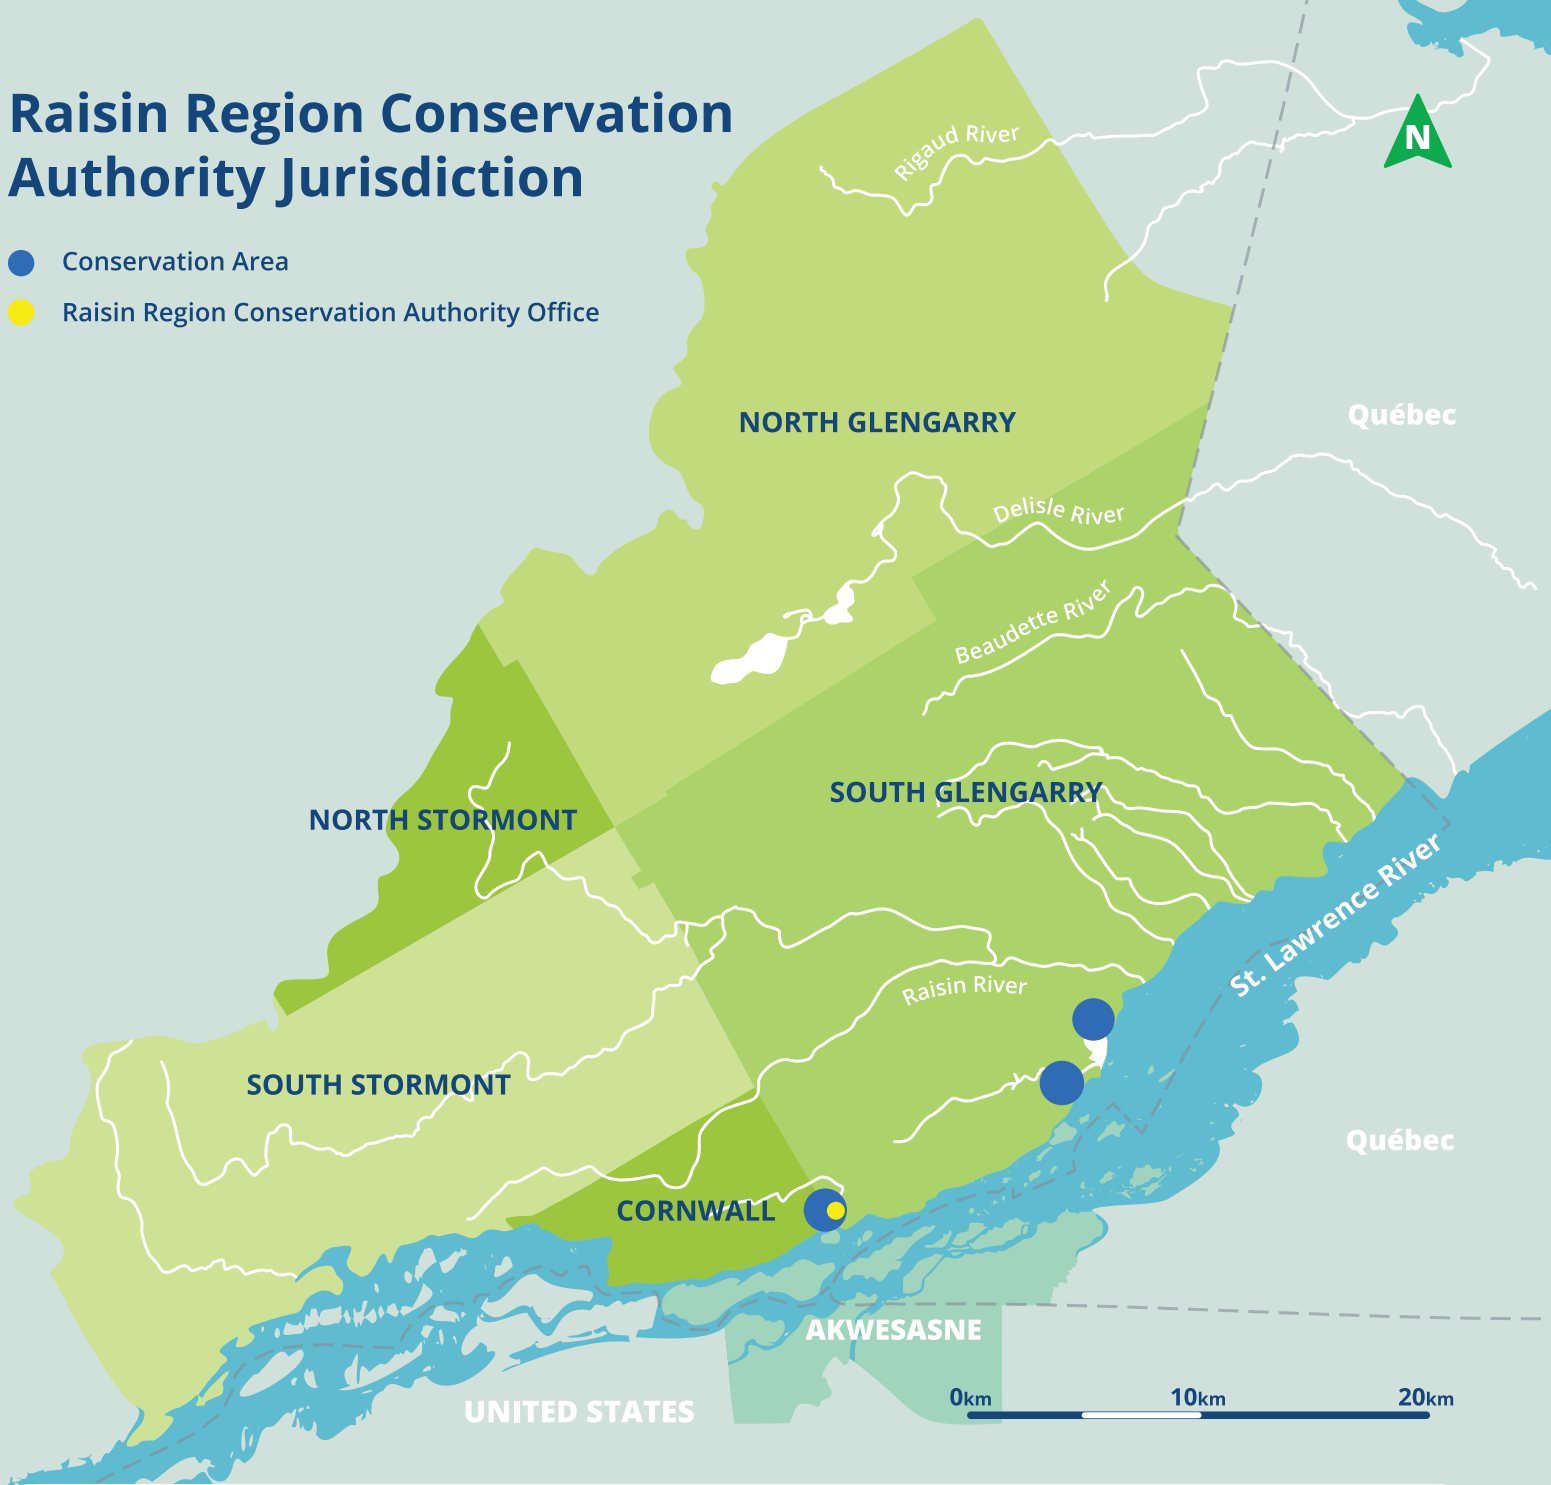 Raisin Region Conservation
Authority Jurisdiction
Conservation Area
Raisin Region Conservation Authority Office
N
Rigaud River
Québec
NORTH GLENGARRY
Delisle River
Beaudette River
SOUTH GLENGARRY
NORTH STORMONT
St. Lawrence River
Raisin River
SOUTH STORMONT
Québec
CORNWALL
AKWESASNE
UNITED STATES
0km 10km 20km